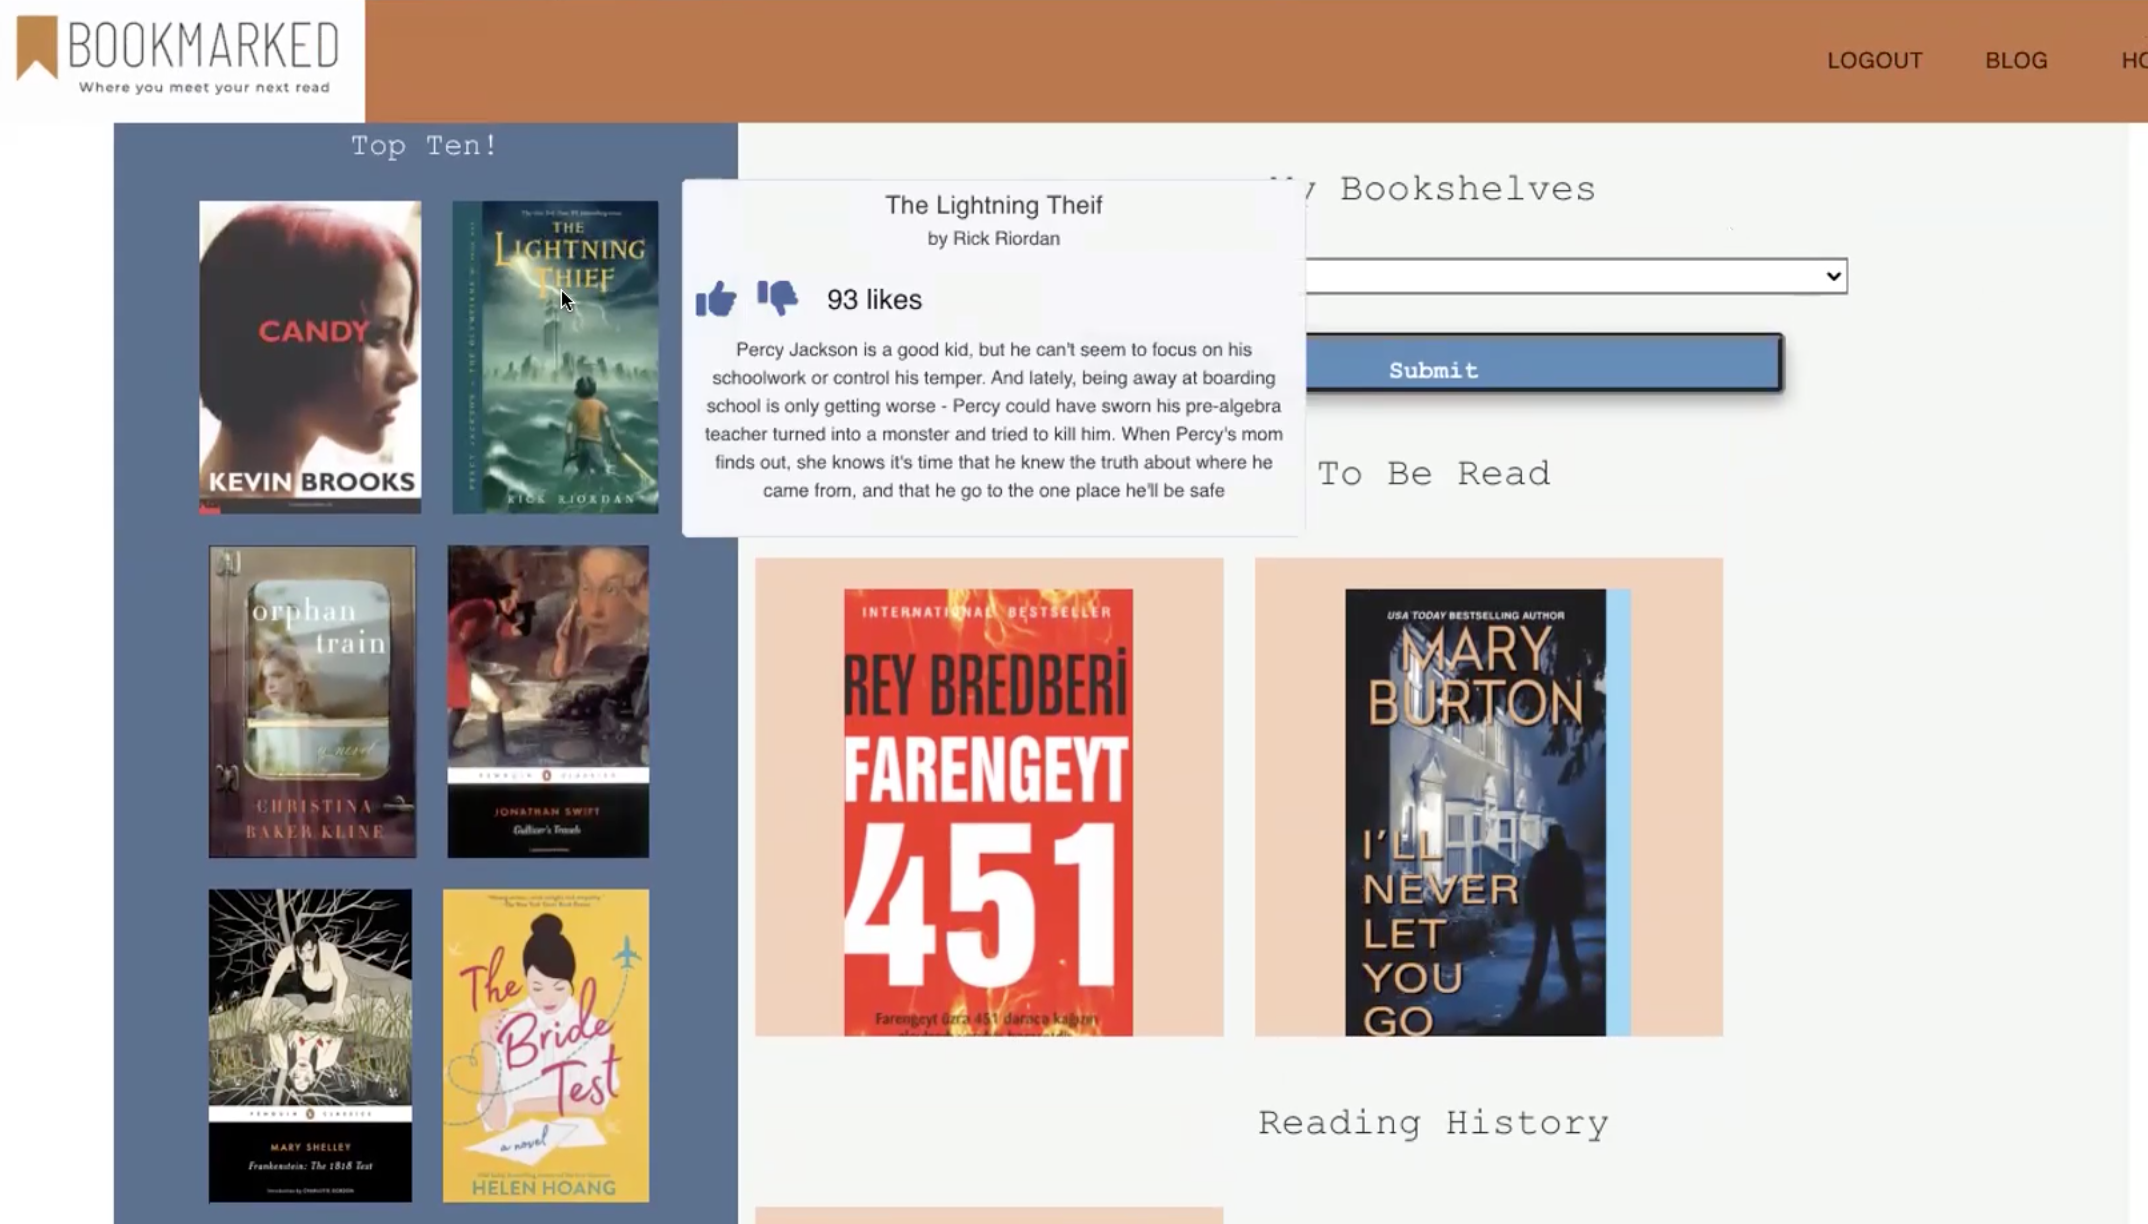 BOOKMARKED
Where you meet your next read
LOGOUT
BLOG
HO
Top Ten!
CANDY
KEVIN BROOKS
THE
LIGHTNING
THIEF
RICK RIORDAN
The Lightning Theif
by Rick Riordan
93 likes
Percy Jackson is a good kid, but he can't seem to focus on his
schoolwork or control his temper. And lately, being away at boarding
school is only getting worse - Percy could have sworn his pre-algebra
teacher turned into a monster and tried to kill him. When Percy's mom
finds out, she knows it's time that he knew the truth about where he
came from, and that he go to the one place he'll be safe
My Bookshelves
Submit
To Be Read
orphan
train
a novel
CHRISTINA
BAKER KLINE
PENGUIN CLASSICS
JONATHAN SWIFT
Gulliver's Travels
INTERNATIONAL BESTSELLER
REY BREDBERİ
FARENGEYT
451
Farengeyt üzrə 451 dərəcə kağızın
USA TODAY BESTSELLING AUTHOR
MARY
BURTON
I'LL
NEVER
LET
YOU
GO
PENGUIN CLASSICS
MARY SHELLEY
Frankenstein: The 1818 Text
The
Bride
Test
a novel
HELEN HOANG
Reading History